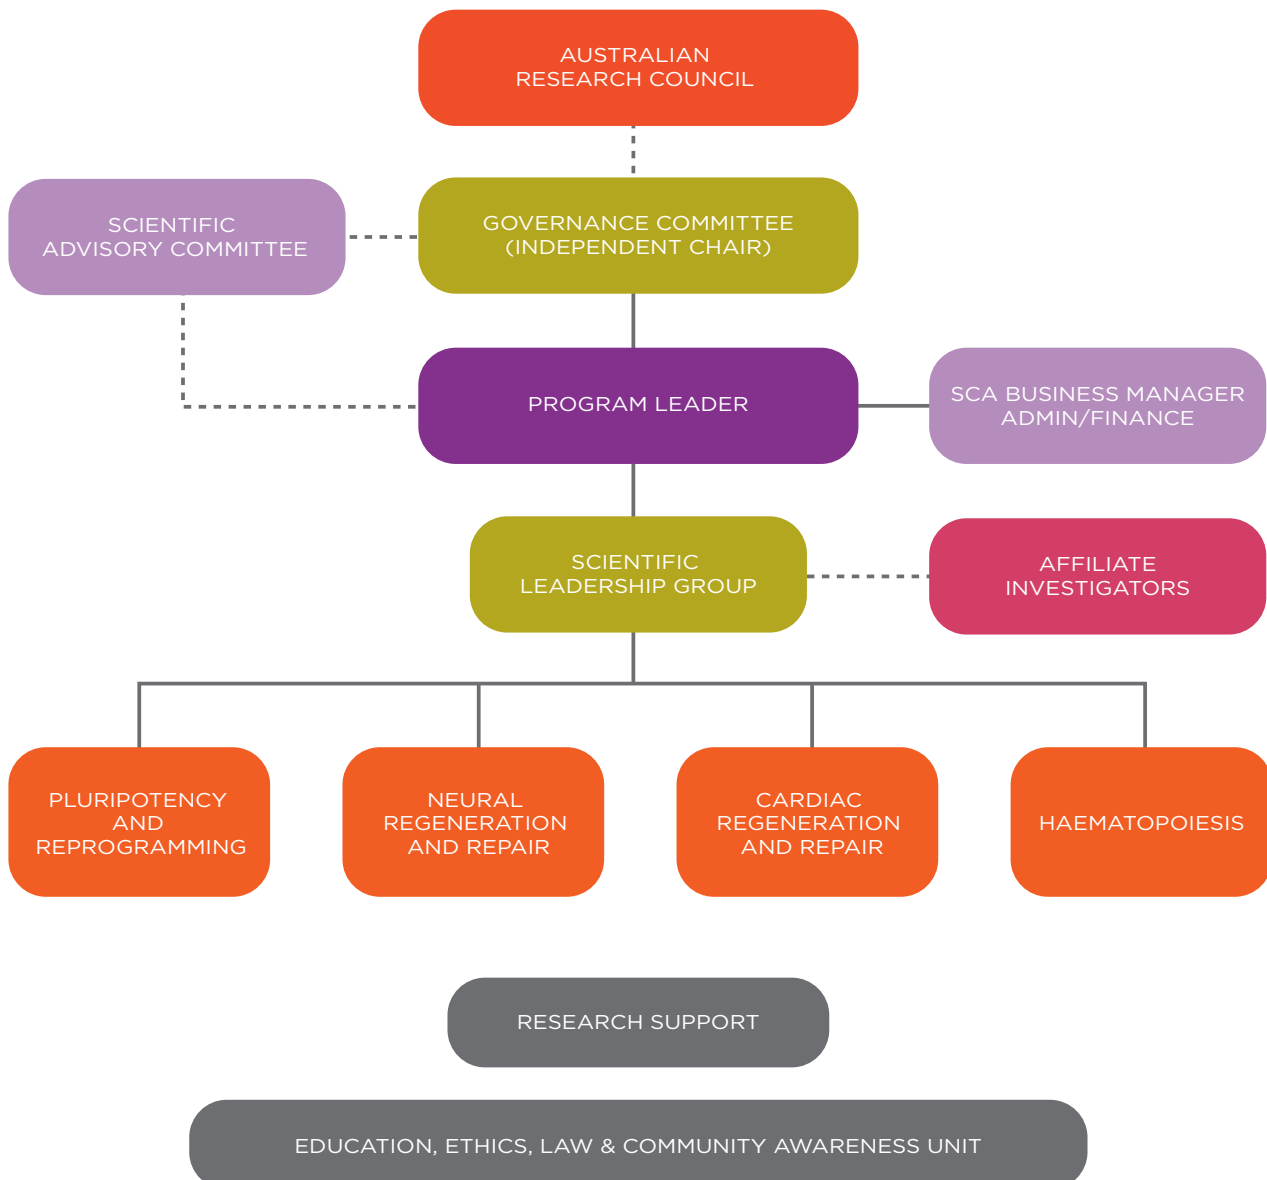 AUSTRALIAN
RESEARCH COUNCIL
SCIENTIFIC
ADVISORY COMMITTEE
GOVERNANCE COMMITTEE
(INDEPENDENT CHAIR)
PROGRAM LEADER
SCA BUSINESS MANAGER
ADMIN/FINANCE
SCIENTIFIC
LEADERSHIP GROUP
AFFILIATE
INVESTIGATORS
PLURIPOTENCY
AND
REPROGRAMMING
NEURAL
REGENERATION
AND REPAIR
CARDIAC
REGENERATION
AND REPAIR
HAEMATOPOIESIS
RESEARCH SUPPORT
EDUCATION, ETHICS, LAW & COMMUNITY AWARENESS UNIT